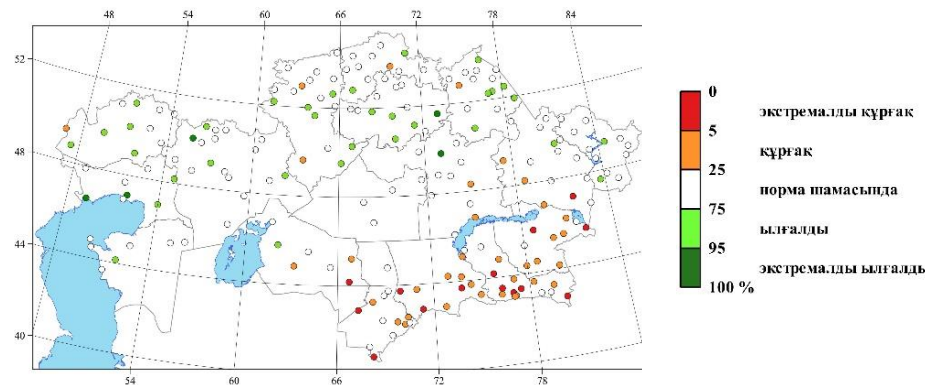 48 54 60 66 72 78 84
52
48
44
40
54 60 66 72 78
0
экстремалды құрғақ
5
құрғақ
25
норма шамасында
75
ылғалды
95
экстремалды ылғалды
100 %